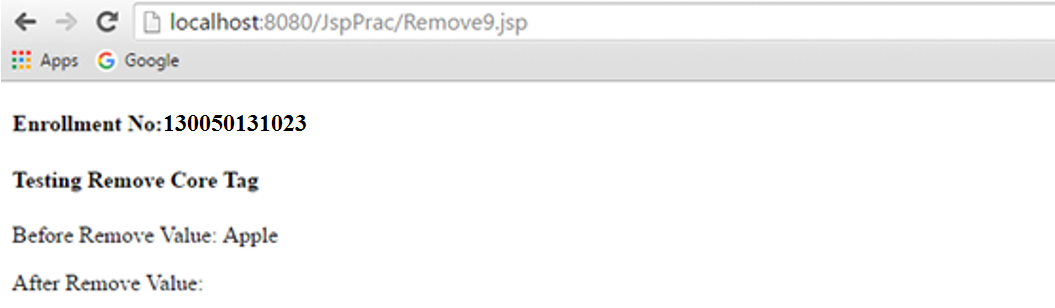 localhost:8080/JspPrac/Remove9.jsp
Apps Google
Enrollment No:130050131023
Testing Remove Core Tag
Before Remove Value: Apple
After Remove Value: